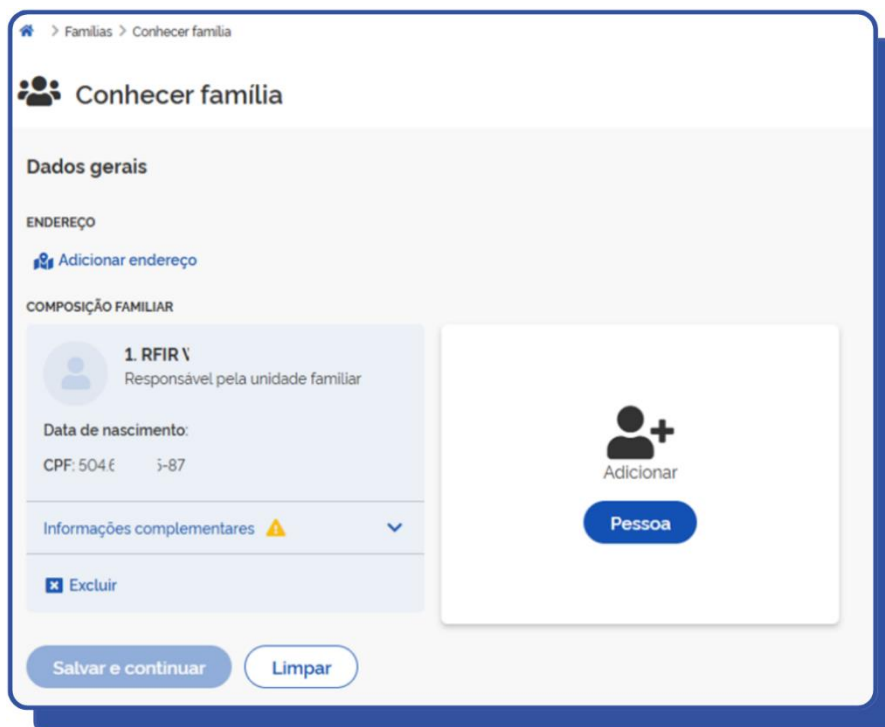 > Famílias > Conhecer família
Conhecer família
Dados gerais
ENDEREÇO
Adicionar endereço
COMPOSIÇÃO FAMILIAR
1. RFIR
Responsável pela unidade familiar
Data de nascimento:
CPF: 504.6 5-87
Informações complementares
Excluir
Adicionar
Pessoa
Salvar e continuar
Limpar